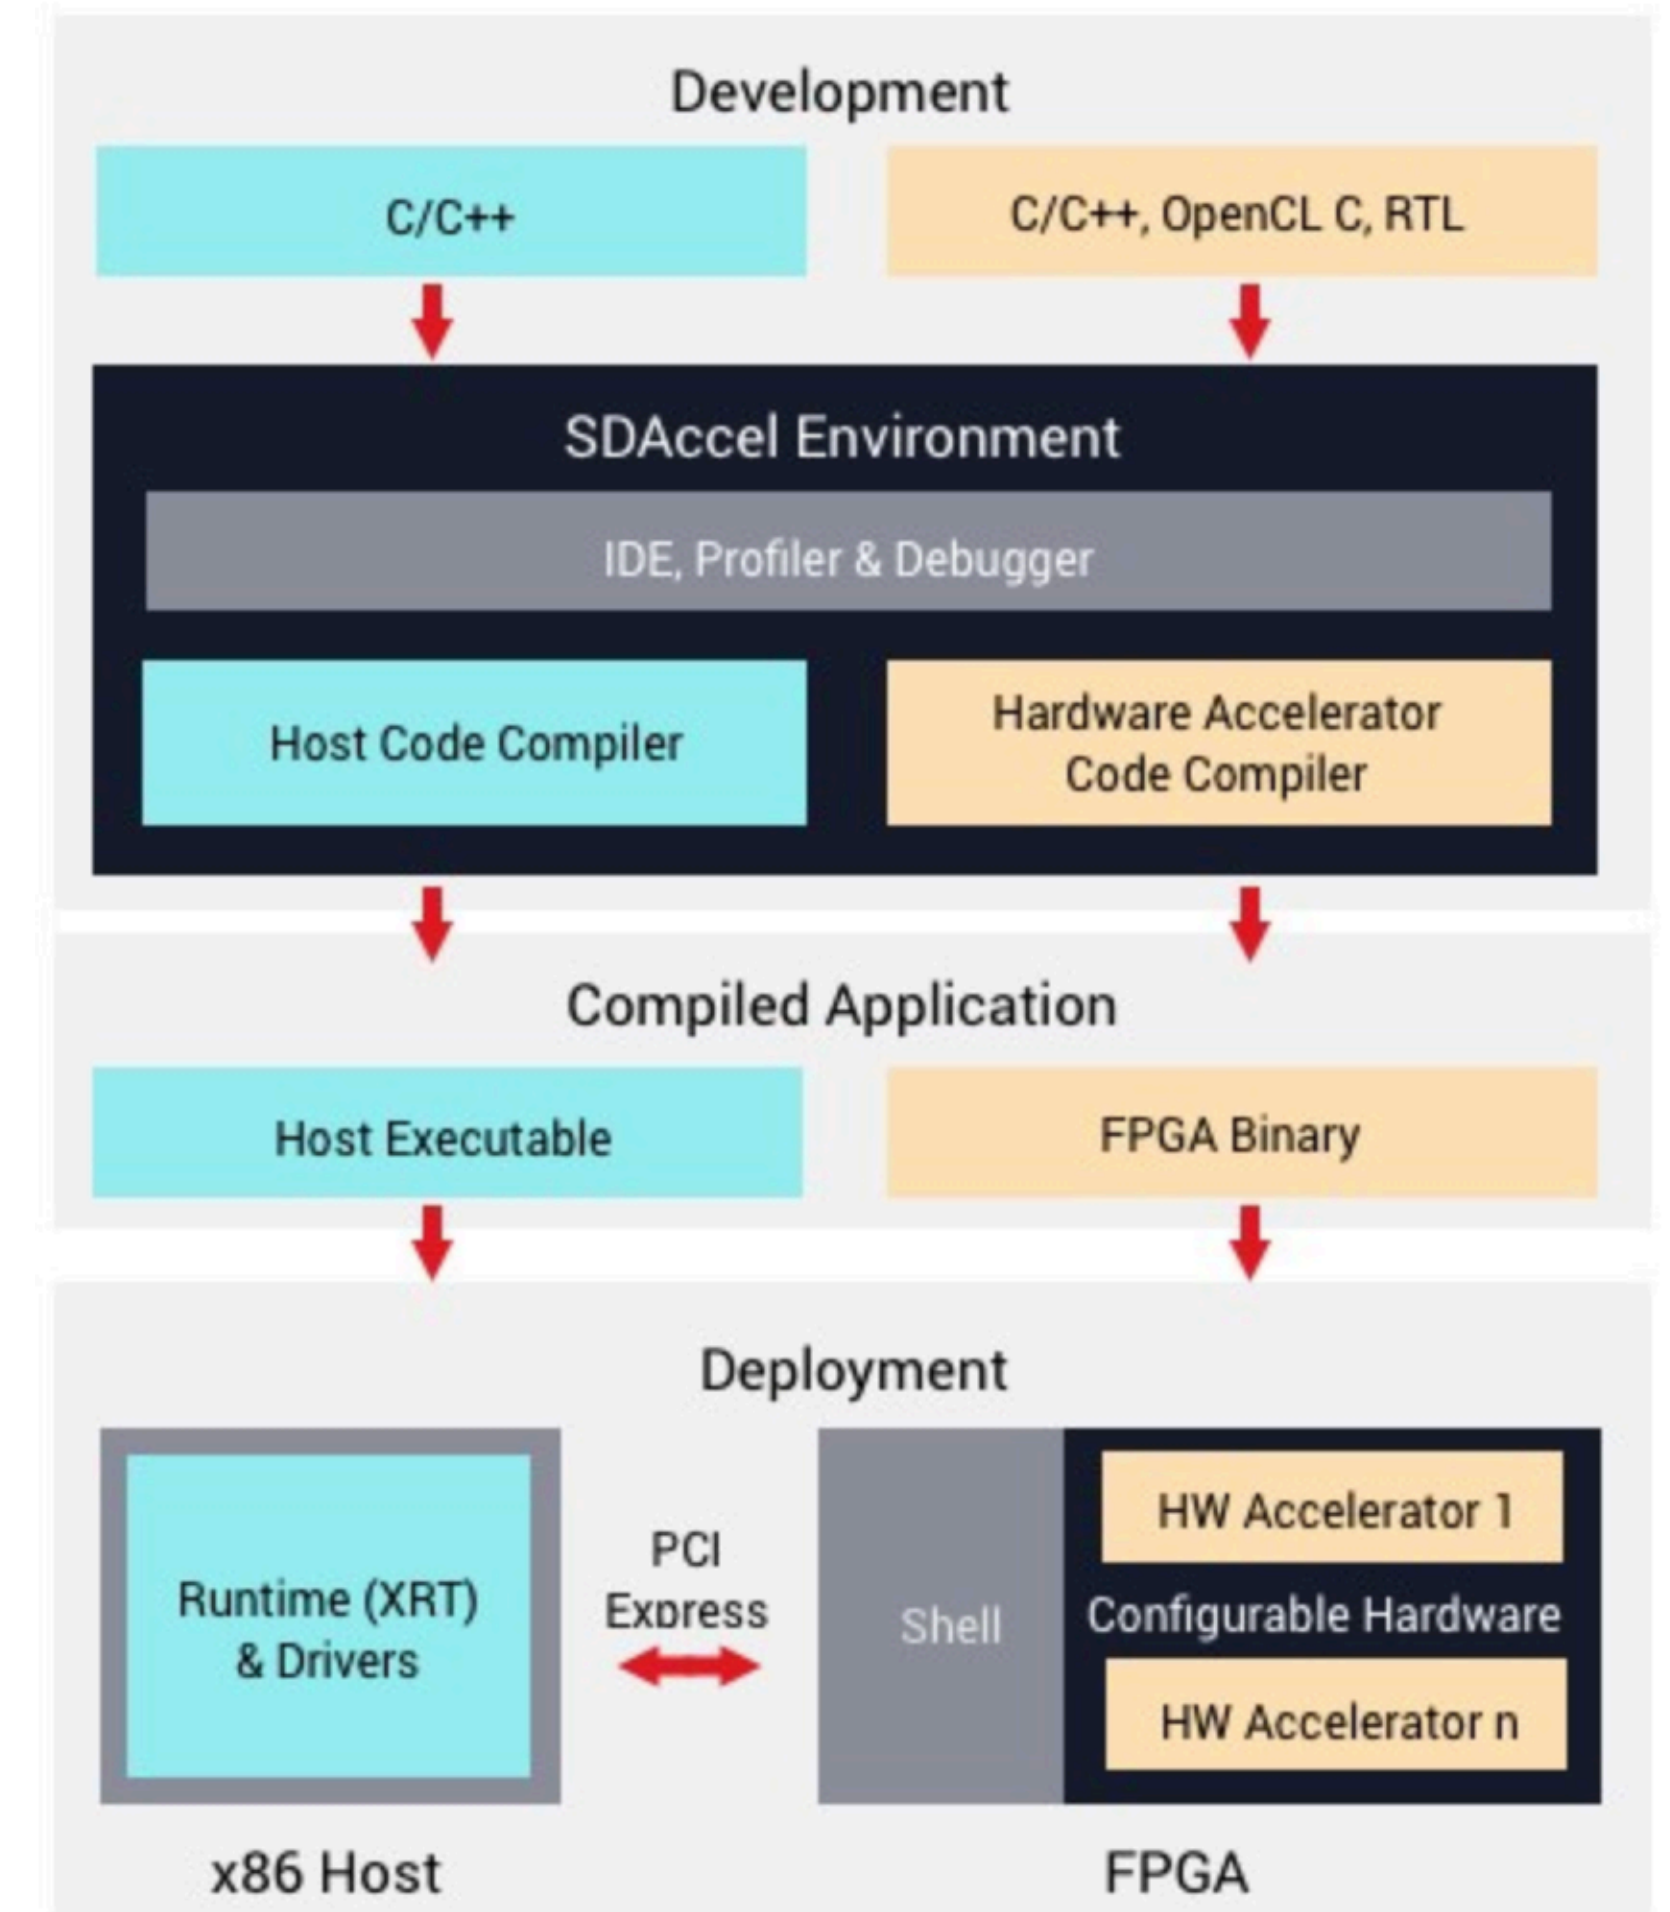 Development
C/C++
C/C++, OpenCL C, RTL
SDAccel Environment
IDE, Profiler & Debugger
Host Code Compiler
Hardware Accelerator
Code Compiler
Compiled Application
Host Executable
FPGA Binary
Deployment
Runtime (XRT)
& Drivers
PCI
Express
Shell
HW Accelerator 1
Configurable Hardware
HW Accelerator n
x86 Host
FPGA